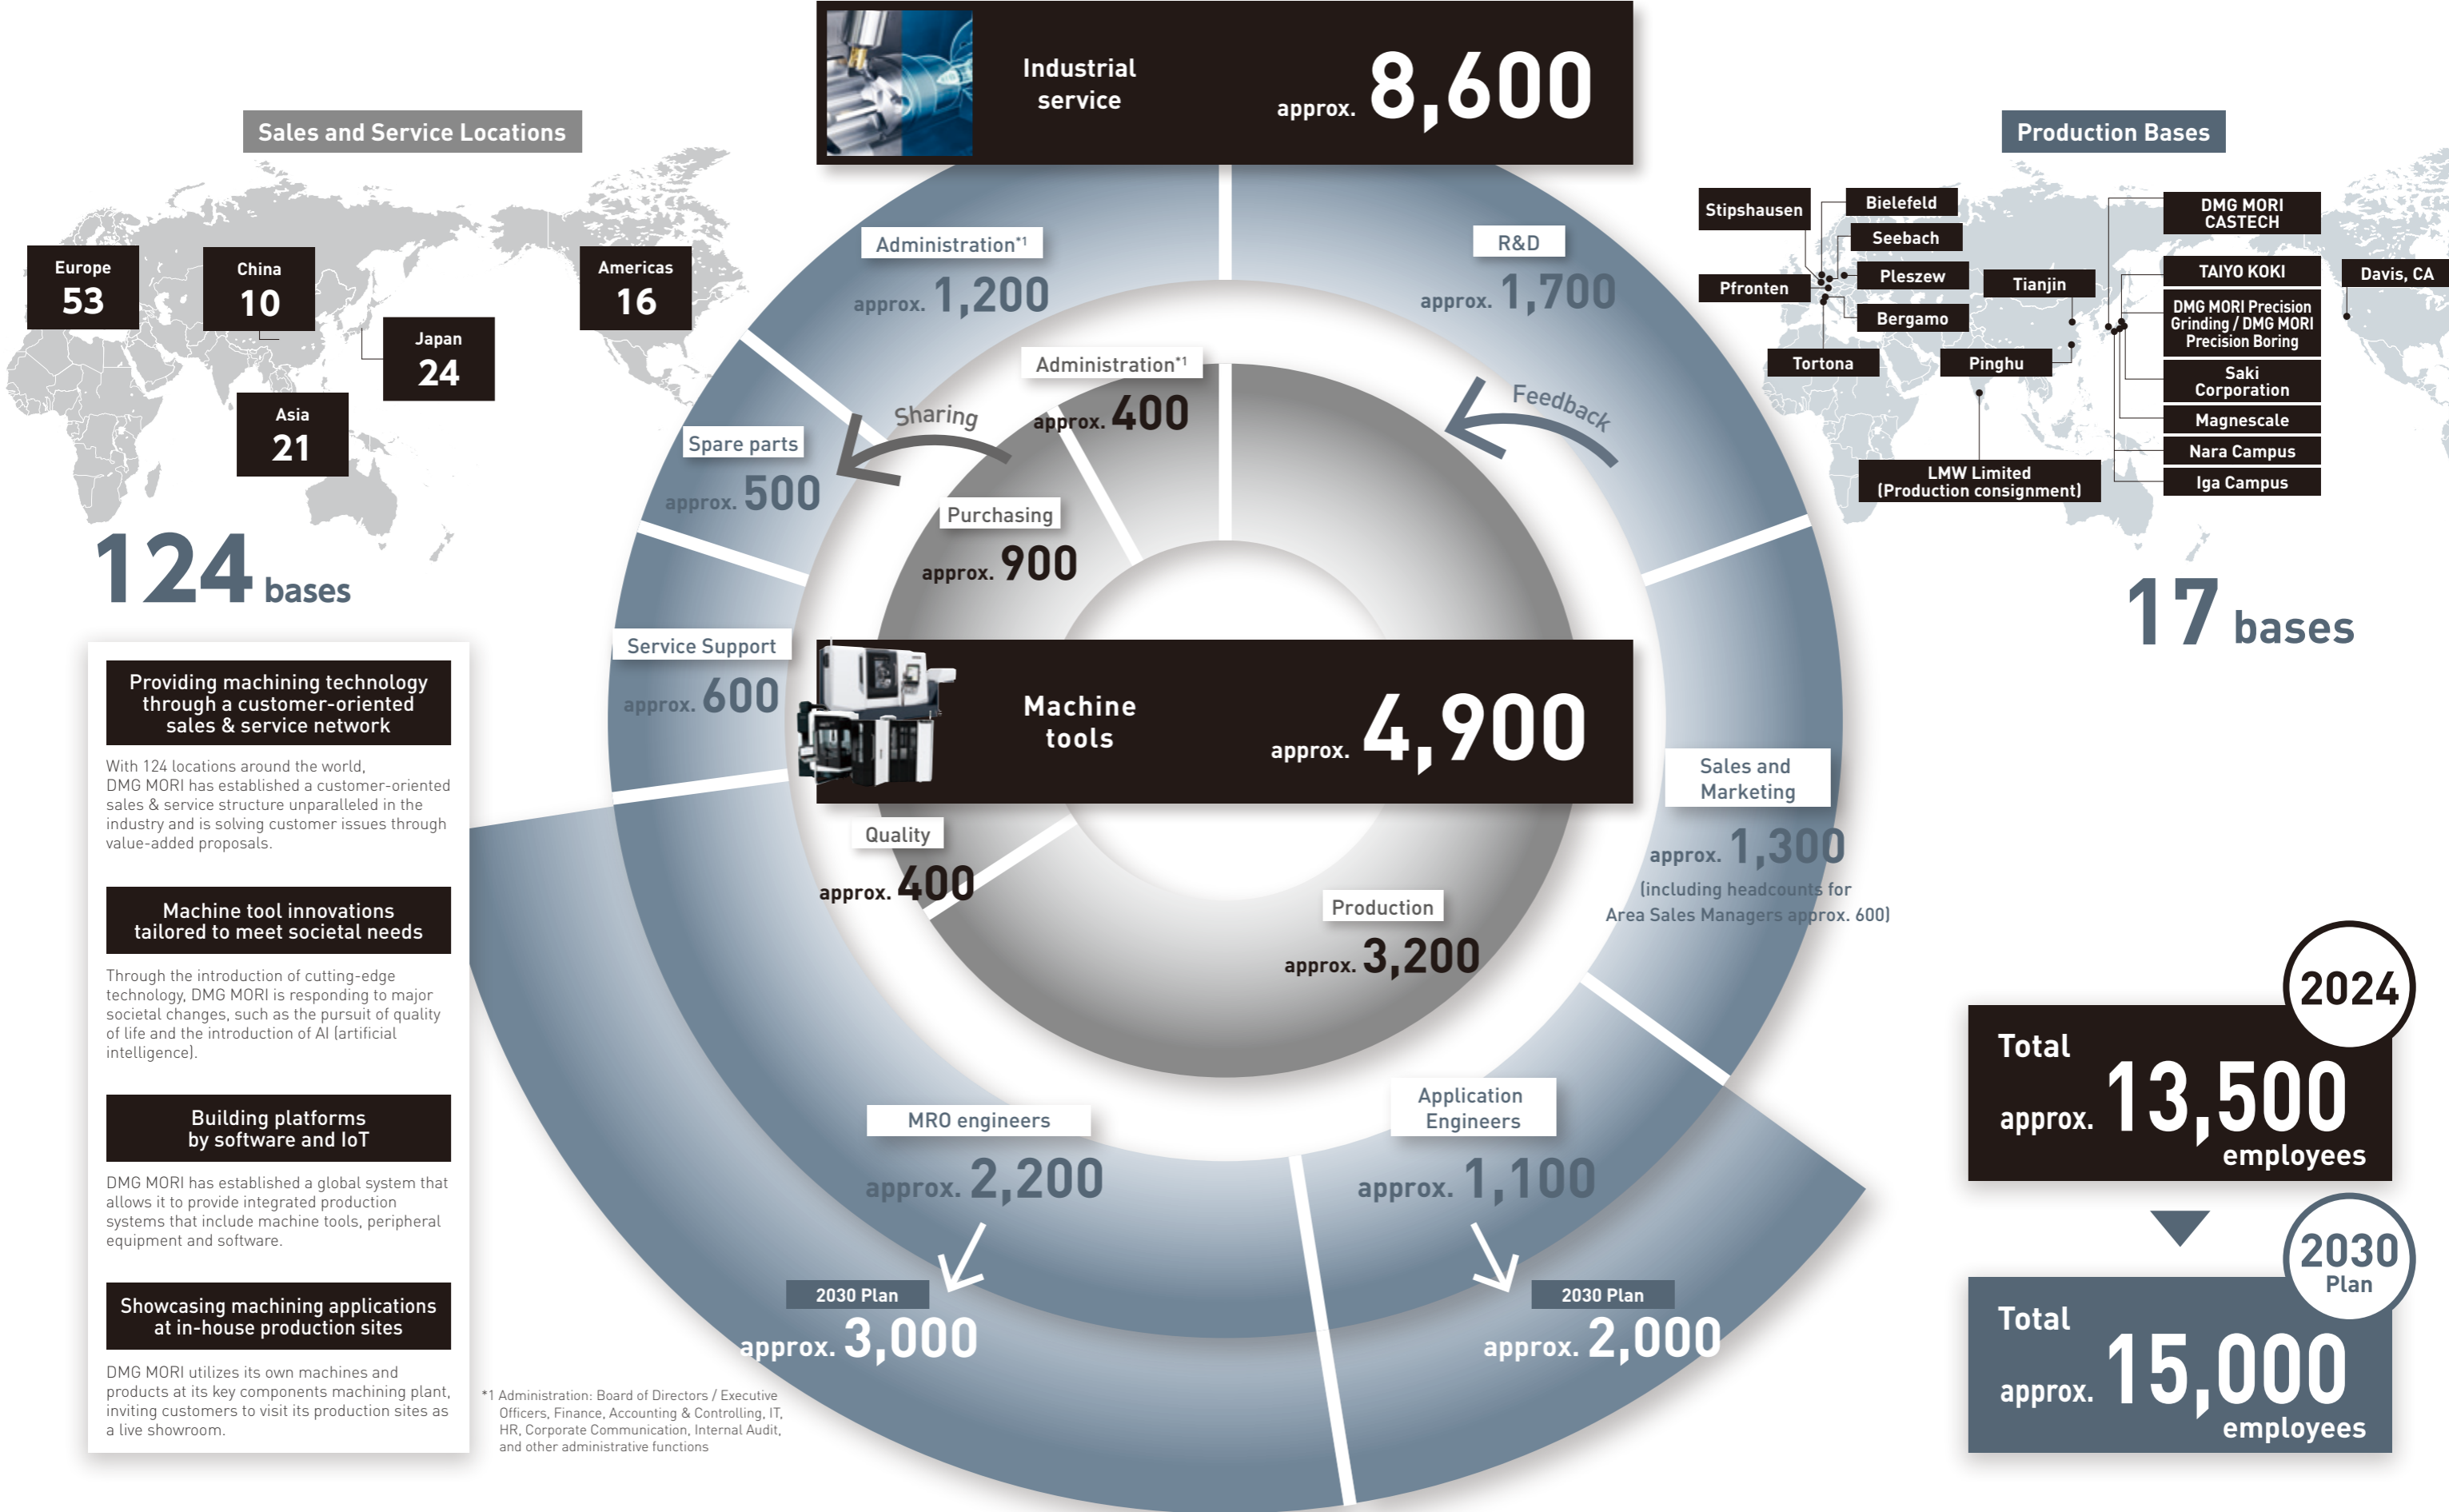 Industrial
service
approx. 8,600
Sales and Service Locations
Europe
53
China
10
Japan
24
Asia
21
Americas
16
124 bases
Production Bases
Stipshausen
Bielefeld
Seebach
Pfronten
Pleszew
Bergamo
Tortona
Tianjin
Pinghu
LMW Limited
(Production consignment)
DMG MORI
CASTECH
TAIYO KOKI
DMG MORI Precision
Grinding / DMG MORI
Precision Boring
Saki
Corporation
Magnescale
Nara Campus
Iga Campus
Davis, CA
17 bases
Administration*1
approx. 1,200
R&D
approx. 1,700
Administration*1
approx. 400
Sharing
Feedback
Spare parts
approx. 500
Purchasing
approx. 900
Service Support
approx. 600
Machine
tools
approx. 4,900
Sales and
Marketing
approx. 1,300
(including headcounts for
Area Sales Managers approx. 600)
Quality
approx. 400
Production
approx. 3,200
MRO engineers
approx. 2,200
2030 Plan
approx. 3,000
Application
Engineers
approx. 1,100
2030 Plan
approx. 2,000
Providing machining technology
through a customer-oriented
sales & service network
With 124 locations around the world,
DMG MORI has established a customer-oriented
sales & service structure unparalleled in the
industry and is solving customer issues through
value-added proposals.
Machine tool innovations
tailored to meet societal needs
Through the introduction of cutting-edge
technology, DMG MORI is responding to major
societal changes, such as the pursuit of quality
of life and the introduction of AI (artificial
intelligence).
Building platforms
by software and IoT
DMG MORI has established a global system that
allows it to provide integrated production
systems that include machine tools, peripheral
equipment and software.
Showcasing machining applications
at in-house production sites
DMG MORI utilizes its own machines and
products at its key components machining plant,
inviting customers to visit its production sites as
a live showroom.
*1 Administration: Board of Directors / Executive
Officers, Finance, Accounting & Controlling, IT,
HR, Corporate Communication, Internal Audit,
and other administrative functions
2024
Total
approx. 13,500
employees
2030
Plan
Total
approx. 15,000
employees